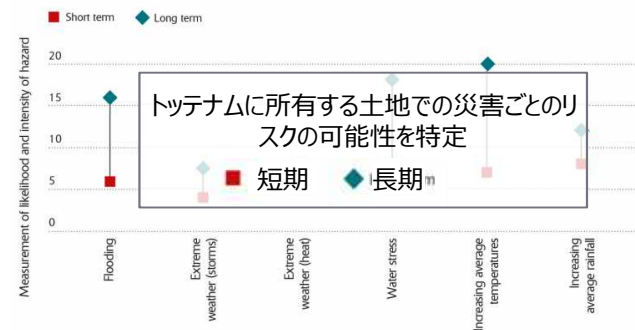 Short term Long term
Measurement of likelihood and intensity of hazard
20
15
10
5
0
トッテナムに所有する土地での災害ごとのリ
スクの可能性を特定
短期 長期
Flooding
Extreme
weather (storms)
Extreme
weather (heat)
Water stress
Increasing average
temperatures
Increasing
average rainfall